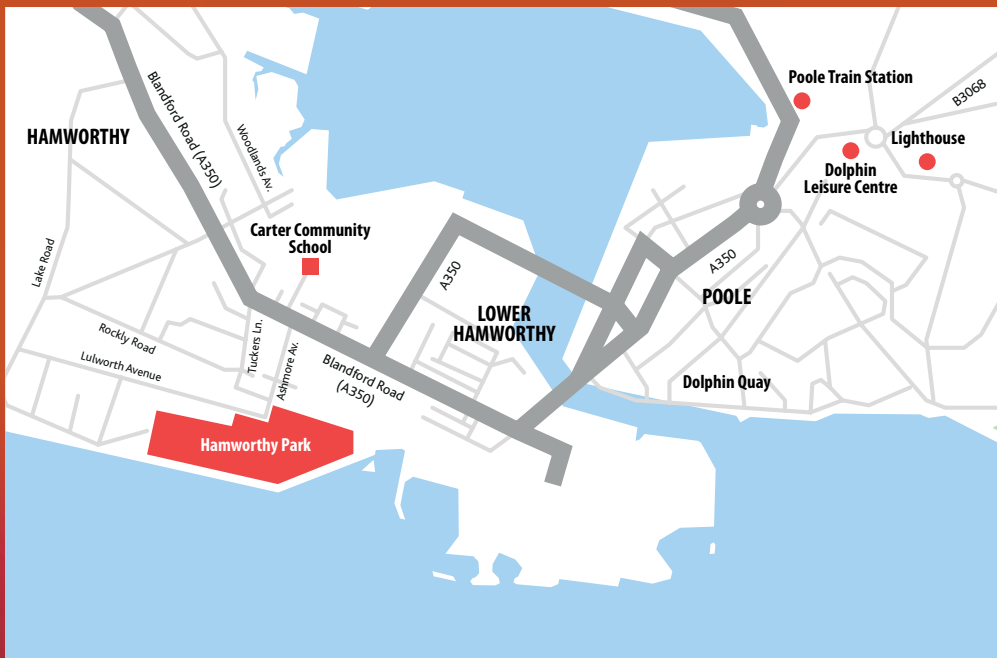 Poole Train Station
B3068
Lighthouse
Dolphin
Leisure Centre
HAMWORTHY
Blandford Road (A350)
Woodlands Av.
Carter Community
School
Lake Road
A350
A350
POOLE
LOWER
HAMWORTHY
Rockly Road
Lulworth Avenue
Tuckers Ln.
Ashmore Av.
Blandford Road
(A350)
Dolphin Quay
Hamworthy Park